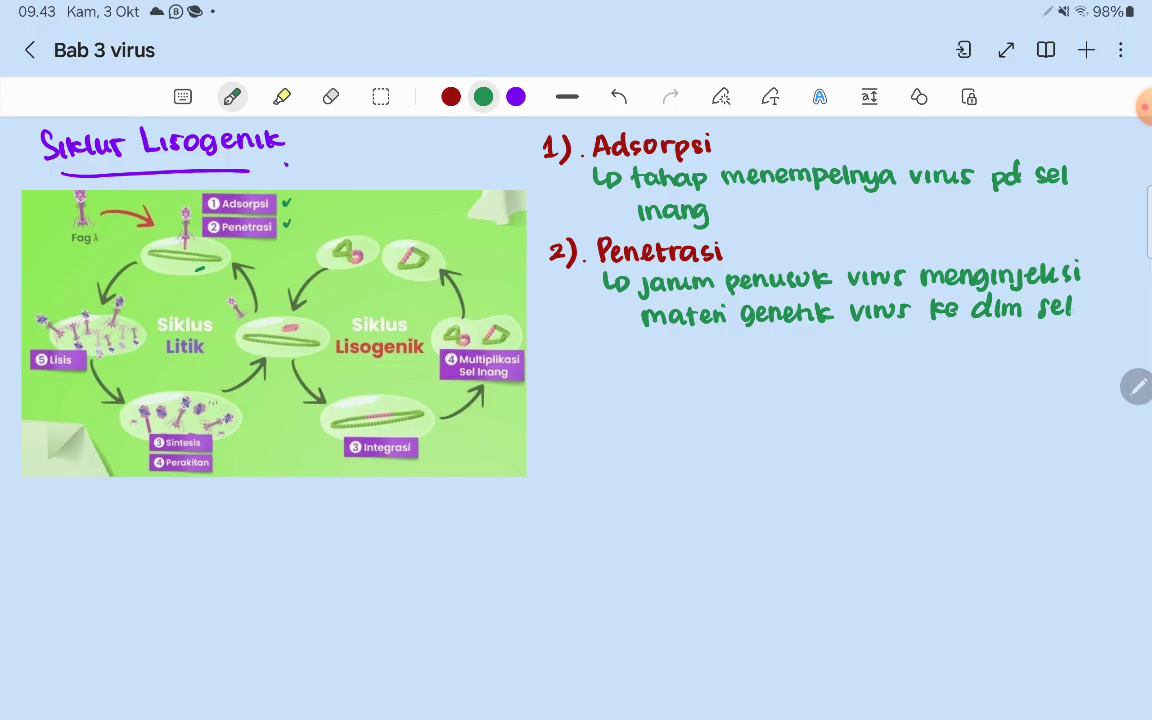 09.43 Kam, 3 Okt
98%
Bab 3 virus
Siklus Lisogenik
1). Adsorpsi
↳ tahap menempelnya virus pd sel
inang
2). Penetrasi
↳ jarum penusuk virus menginjeksi
materi genetik virus ke dlm sel
Fag λ
1 Adsorpsi ✓
2 Penetrasi ✓
Siklus
Litik
Siklus
Lisogenik
5 Lisis
4 Multiplikasi
Sel Inang
3 Sintesis
4 Perakitan
3 Integrasi